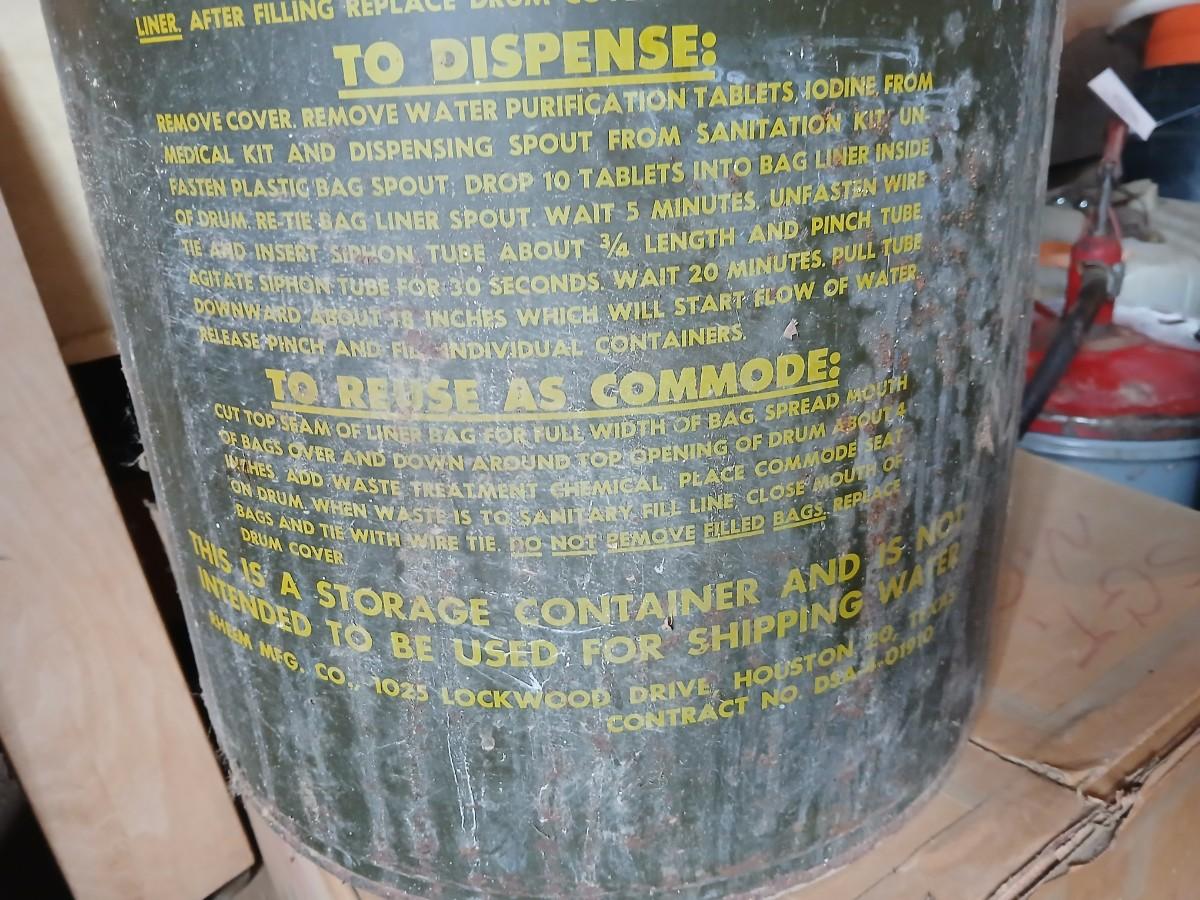 LINER. AFTER FILLING REPLACE DRUM
TO DISPENSE:
REMOVE COVER. REMOVE WATER PURIFICATION TABLETS, IODINE, FROM
MEDICAL KIT AND DISPENSING SPOUT FROM SANITATION KIT. UN-
FASTEN PLASTIC BAG SPOUT, DROP 10 TABLETS INTO BAG LINER INSIDE
OF DRUM. RE-TIE BAG LINER SPOUT. WAIT 5 MINUTES, UNFASTEN WIRE
TIE AND INSERT SIPHON TUBE ABOUT ¾ LENGTH AND PINCH TUBE.
AGITATE SIPHON TUBE FOR 30 SECONDS. WAIT 20 MINUTES. PULL TUBE
DOWNWARD ABOUT 18 INCHES WHICH WILL START FLOW OF WATER.
RELEASE PINCH AND FILL INDIVIDUAL CONTAINERS.
TO REUSE AS COMMODE:
CUT TOP SEAM OF LINER BAG FOR FULL WIDTH OF BAG. SPREAD MOUTH
OF BAGS OVER AND DOWN AROUND TOP OPENING OF DRUM ABOUT 4
INCHES. ADD WASTE TREATMENT CHEMICAL. PLACE COMMODE SEAT
ON DRUM. WHEN WASTE IS TO SANITARY FILL LINE CLOSE MOUTH OF
BAGS AND TIE WITH WIRE TIE. DO NOT REMOVE FILLED BAGS. REPLACE
DRUM COVER.
THIS IS A STORAGE CONTAINER AND IS NOT
INTENDED TO BE USED FOR SHIPPING WATER
RHEEM MFG. CO., 1025 LOCKWOOD DRIVE, HOUSTON 20, TEXAS
CONTRACT NO.